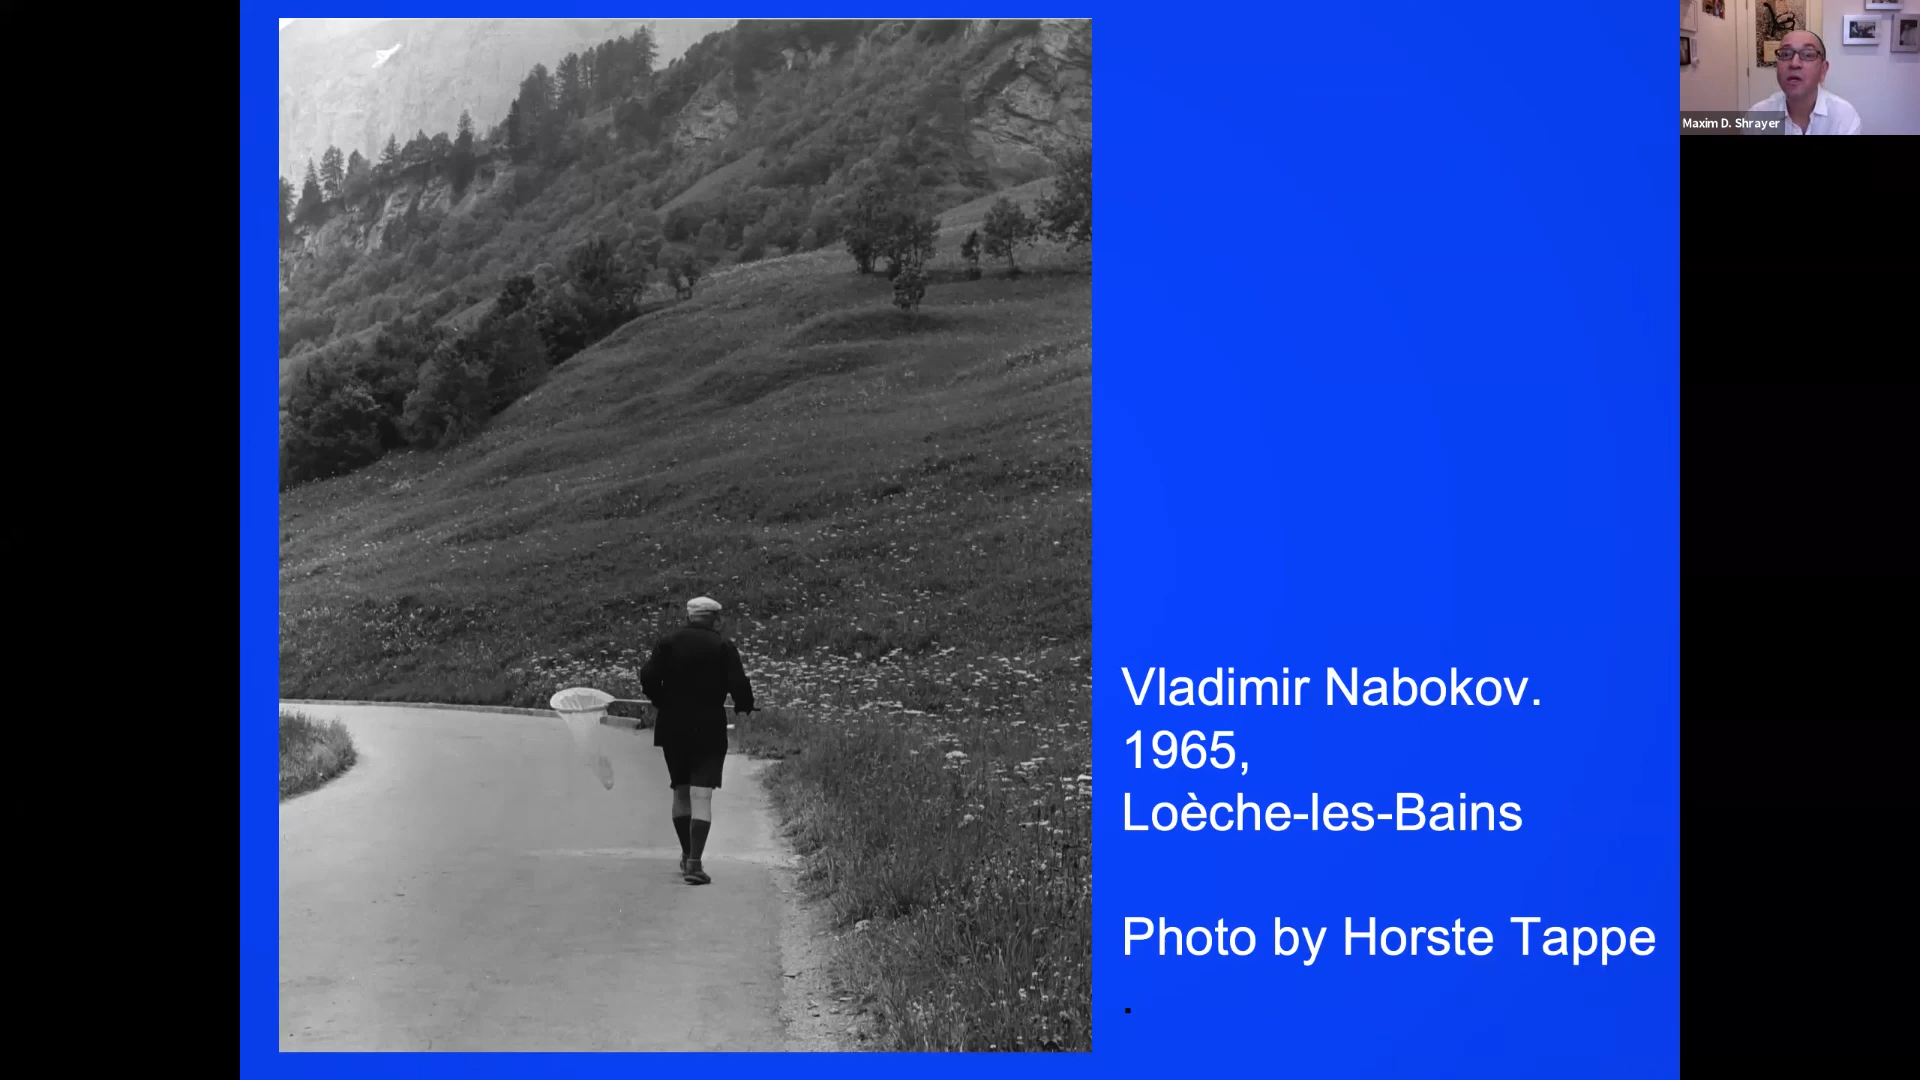 Maxim D. Shrayer
Vladimir Nabokov.
1965,
Loèche-les-Bains
Photo by Horste Tappe
.